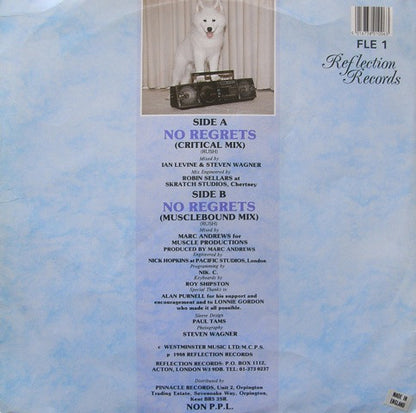 FLE 1
Reflection
Records
SIDE A
NO REGRETS
(CRITICAL MIX)
(RUSH)
Mixed by
IAN LEVINE & STEVEN WAGNER
Mix Engineered by
ROBIN SELLARS at
SKRATCH STUDIOS, Chertsey
SIDE B
NO REGRETS
(MUSCLEBOUND MIX)
(RUSH)
Mixed by
MARC ANDREWS for
MUSCLE PRODUCTIONS
PRODUCED BY MARC ANDREWS
Engineered by
NICK HOPKINS at PACIFIC STUDIOS, London
Programming by
NIK. C.
Keyboards by
ROY SHIPSTON
Special Thanks to
ALAN PURNELL for his support and
encouragement and to LONNIE GORDON
who made it all possible.
Sleeve Design
PAUL TAMS
Photography
STEVEN WAGNER
c WESTMINSTER MUSIC LTD/M.C.P.S.
p 1988 REFLECTION RECORDS
REFLECTION RECORDS: P.O. BOX 1117,
ACTON, LONDON W3 9DB. TEL: 01-373-0237
Distributed by
PINNACLE RECORDS, Unit 2, Orpington
Trading Estate, Sevenoaks Way, Orpington,
Kent BR5 3SR.
NON P.P.L.
MADE IN
ENGLAND